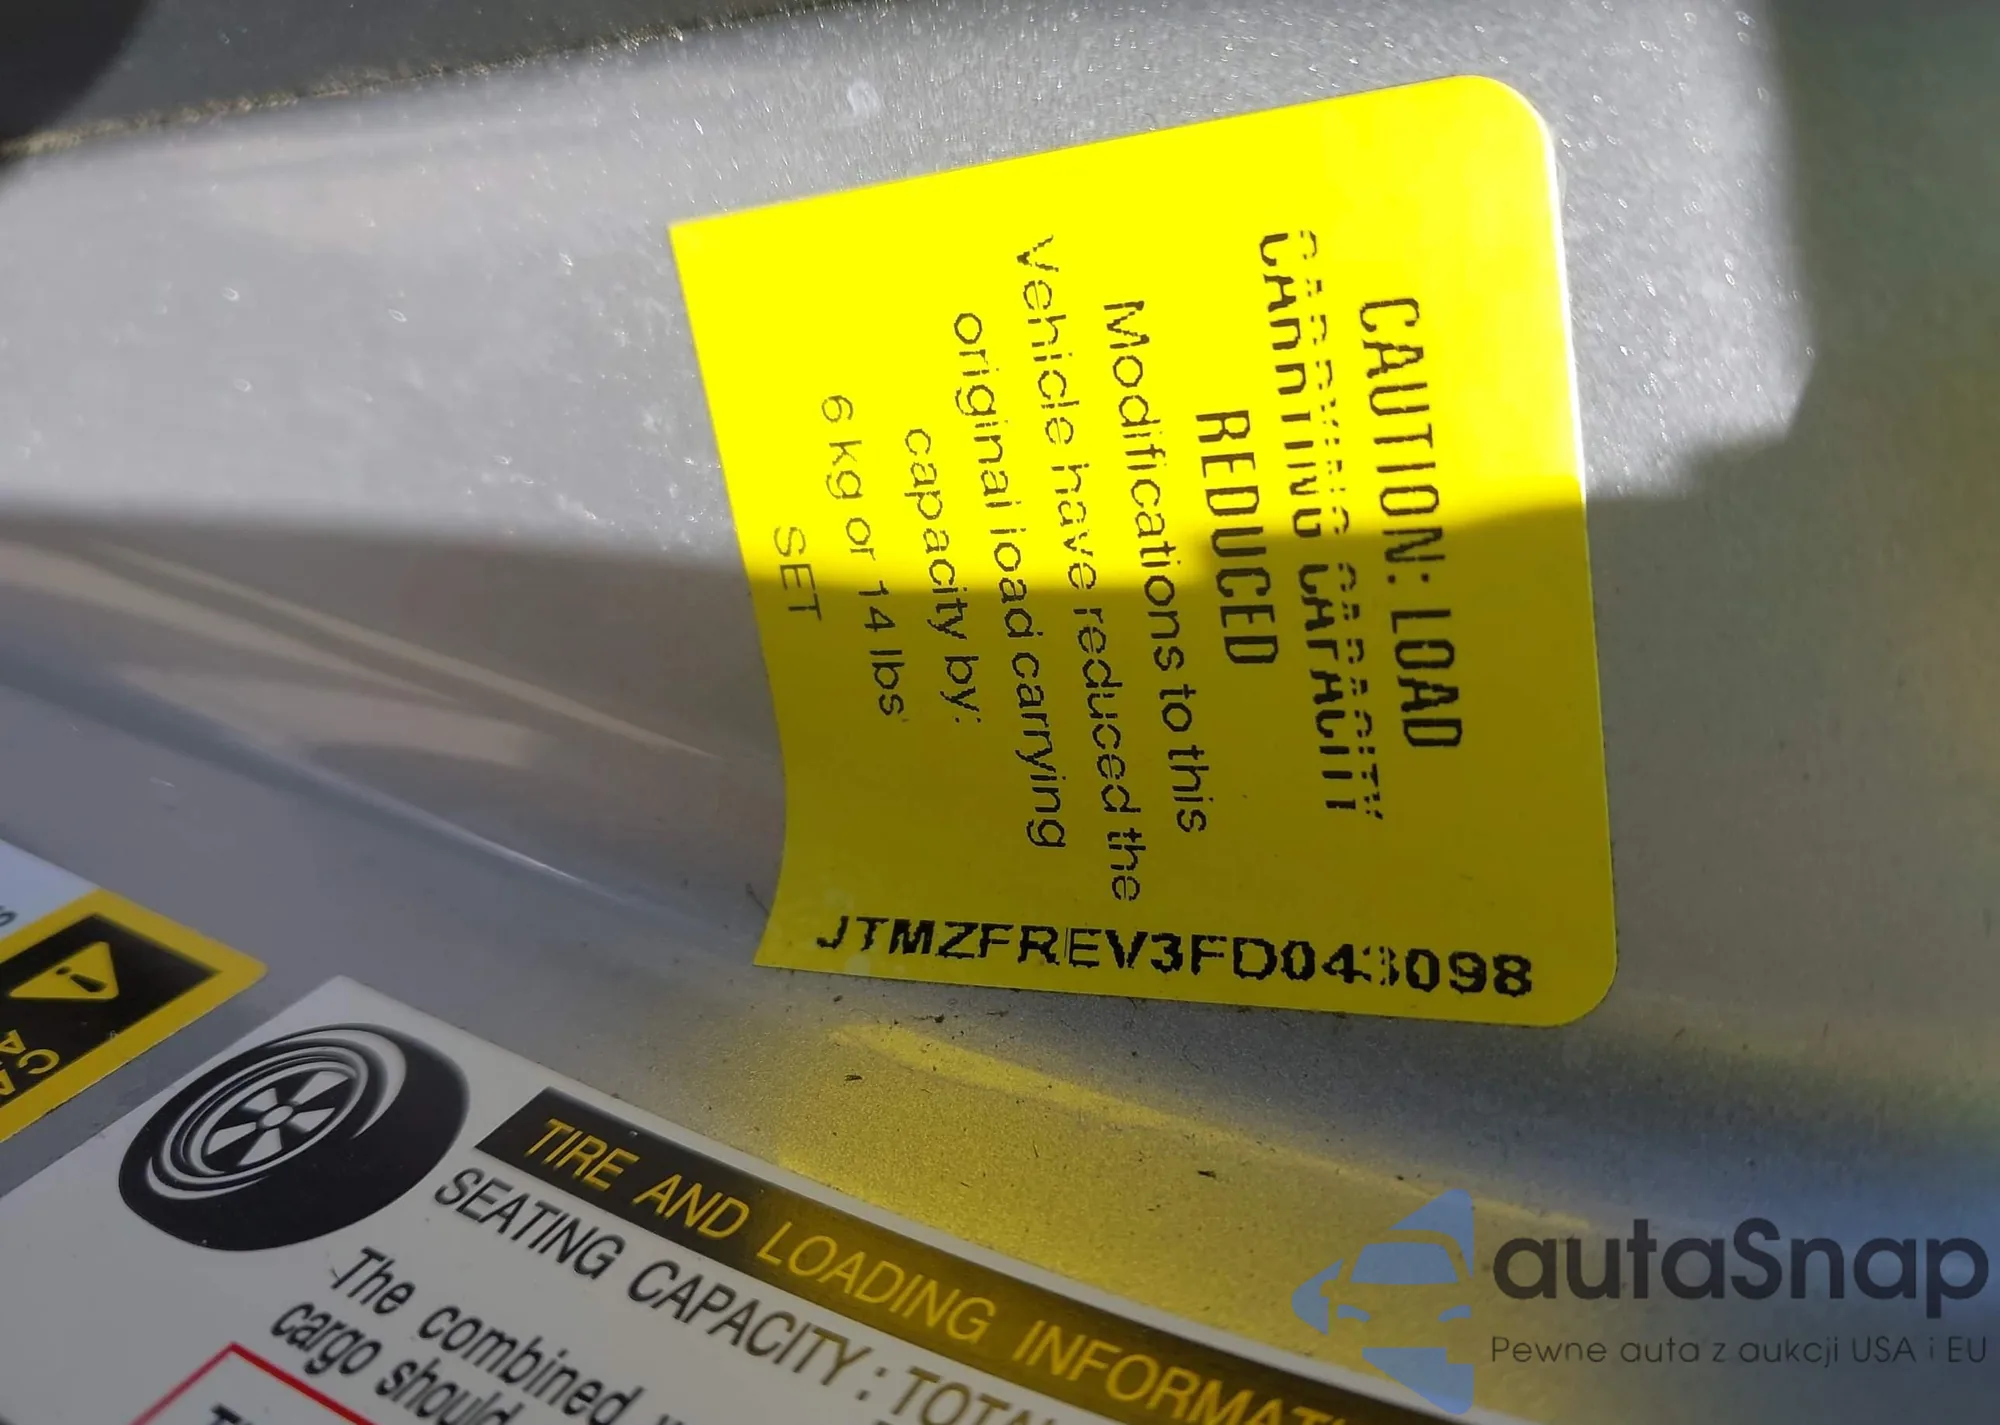 CAUTION: LOAD
CARRYING CAPACITY
REDUCED
Modifications to this
vehicle have reduced the
original load carrying
capacity by:
6 kg or 14 lbs
SET
JTMZFREV3FD043098
TIRE AND LOADING INFORMATI
SEATING CAPACITY : TOTA
The combined
cargo should
autaSnap
Pewne auta z aukcji USA i EU